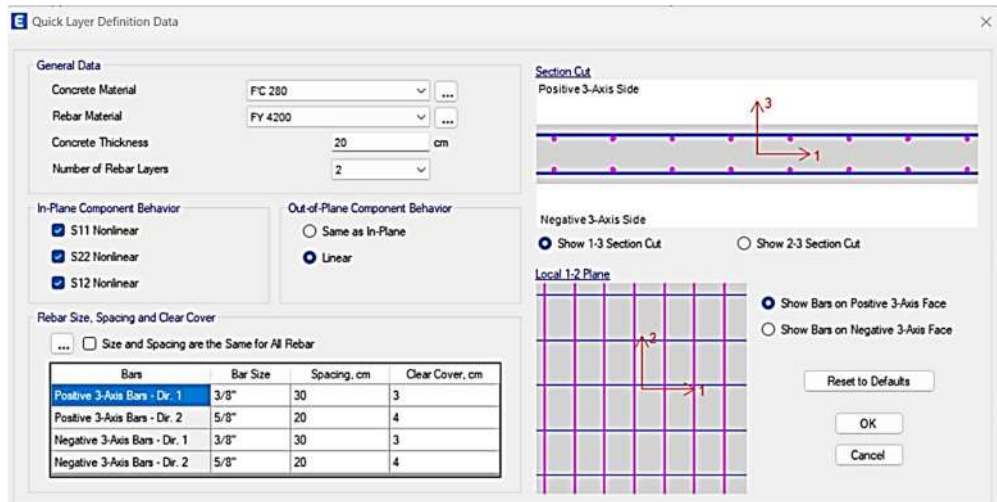 E Quick Layer Definition Data
General Data
Concrete Material F'C 280 ...
Rebar Material FY 4200 ...
Concrete Thickness 20 cm
Number of Rebar Layers 2
In-Plane Component Behavior
S11 Nonlinear
S22 Nonlinear
S12 Nonlinear
Out-of-Plane Component Behavior
Same as In-Plane
Linear
Rebar Size, Spacing and Clear Cover
... Size and Spacing are the Same for All Rebar
Bars Bar Size Spacing, cm Clear Cover, cm
Positive 3-Axis Bars - Dir. 1 3/8" 30 3
Positive 3-Axis Bars - Dir. 2 5/8" 20 4
Negative 3-Axis Bars - Dir. 1 3/8" 30 3
Negative 3-Axis Bars - Dir. 2 5/8" 20 4
Section Cut
Positive 3-Axis Side
3
1
Negative 3-Axis Side
Show 1-3 Section Cut Show 2-3 Section Cut
Local 1-2 Plane
2
1
Show Bars on Positive 3-Axis Face
Show Bars on Negative 3-Axis Face
Reset to Defaults
OK
Cancel